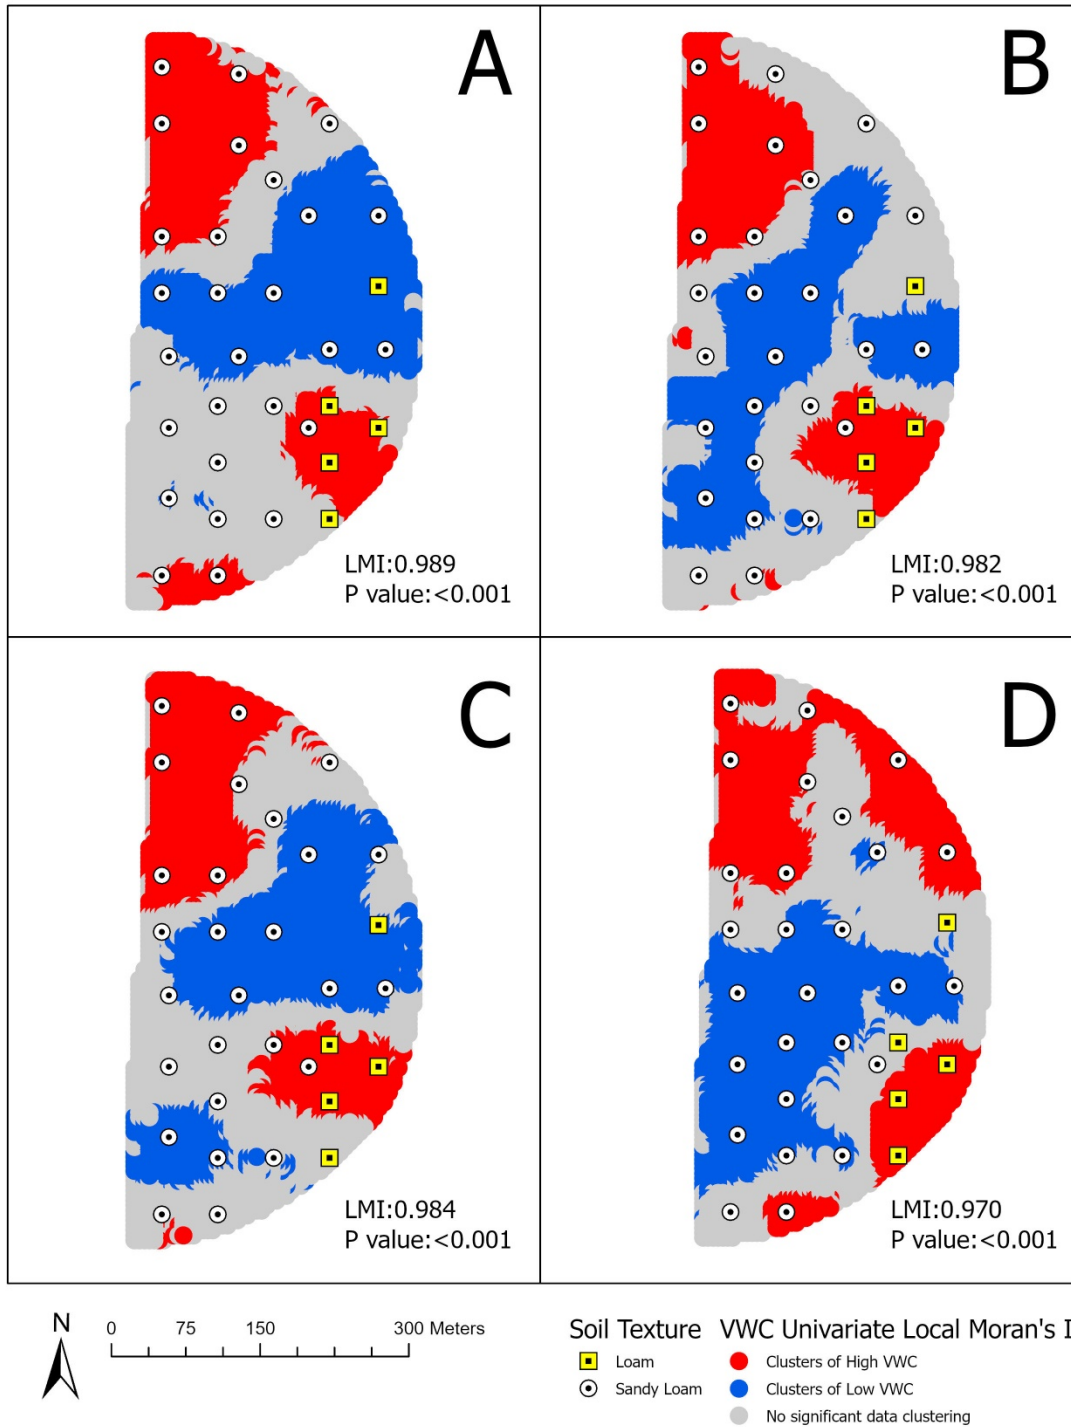 A
B
LMI:0.989
P value:<0.001
LMI:0.982
P value:<0.001
C
D
LMI:0.984
P value:<0.001
LMI:0.970
P value:<0.001
N
0 75 150 300 Meters
Soil Texture VWC Univariate Local Moran's I
Loam Clusters of High VWC
Sandy Loam Clusters of Low VWC
No significant data clustering